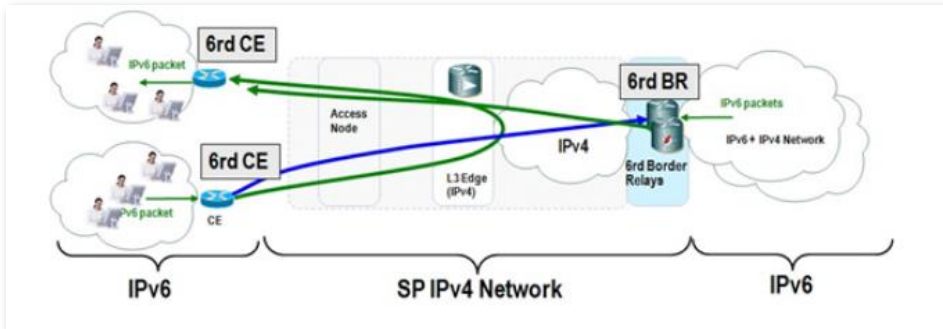 6rd CE
IPv6 packet
6rd CE
Pv6 packet
CE
Access
Node
L3 Edge
(IPv4)
IPv4
6rd BR
6rd Border
Relays
IPv6 packets
IPv6 + IPv4 Network
IPv6
SP IPv4 Network
IPv6